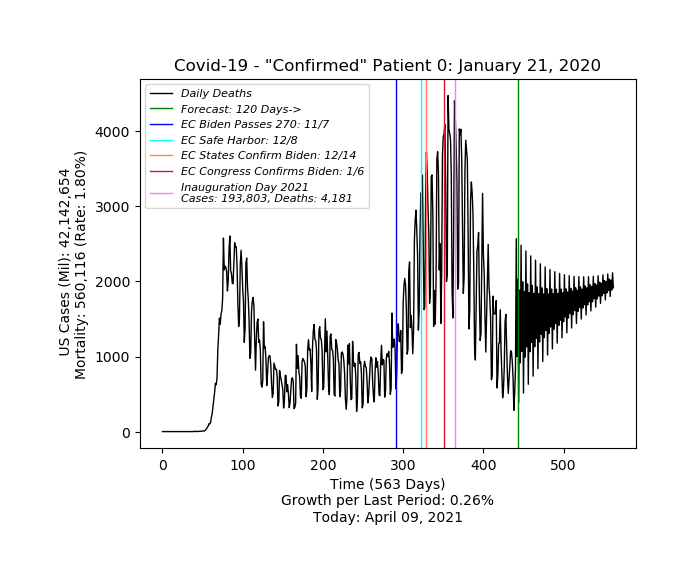 Covid-19 - "Confirmed" Patient 0: January 21, 2020
Daily Deaths
Forecast: 120 Days->
EC Biden Passes 270: 11/7
EC Safe Harbor: 12/8
EC States Confirm Biden: 12/14
EC Congress Confirms Biden: 1/6
Inauguration Day 2021
Cases: 193,803, Deaths: 4,181
US Cases (Mil): 42,142,654
Mortality: 560,116 (Rate: 1.80%)
4000
3000
2000
1000
0
0 100 200 300 400 500
Time (563 Days)
Growth per Last Period: 0.26%
Today: April 09, 2021